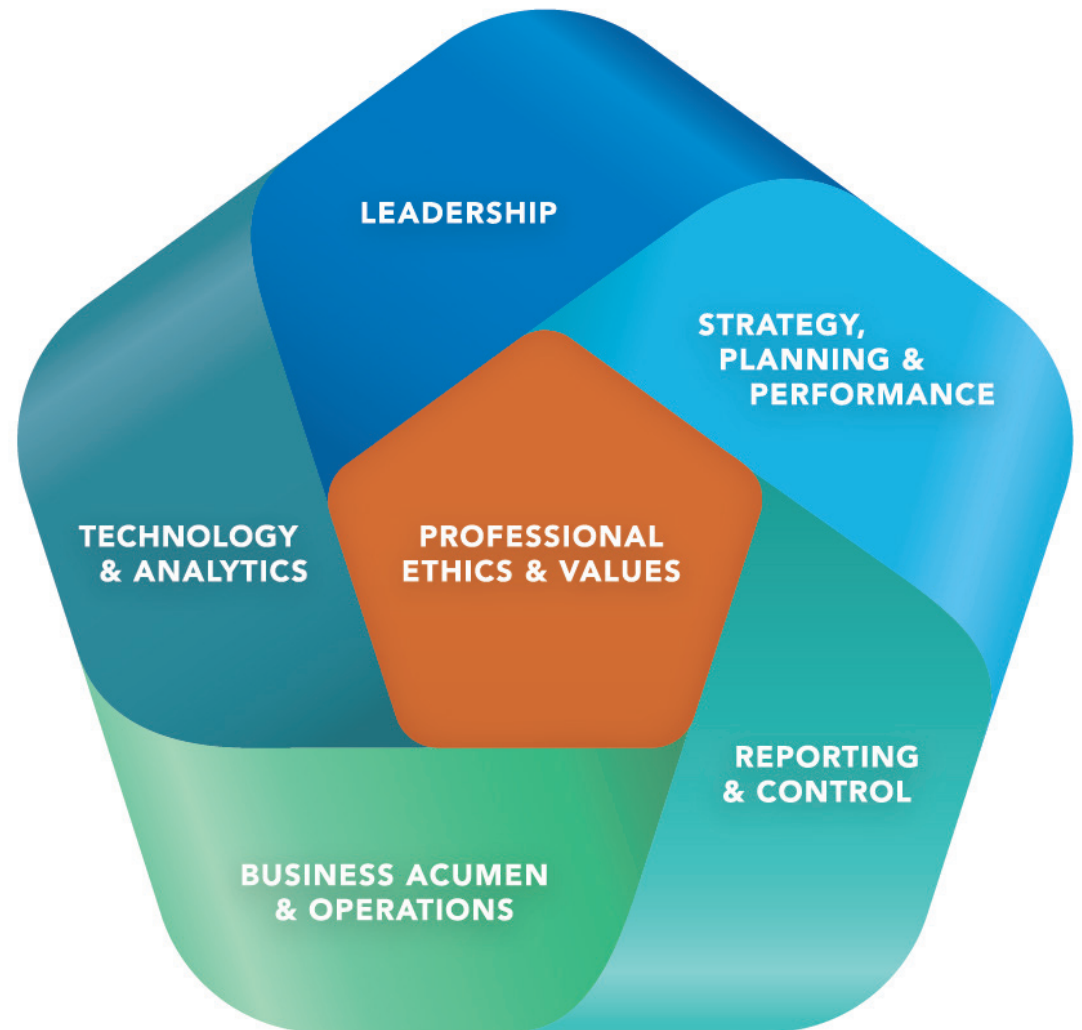 LEADERSHIP
STRATEGY,
PLANNING &
PERFORMANCE
TECHNOLOGY
& ANALYTICS
PROFESSIONAL
ETHICS & VALUES
REPORTING
& CONTROL
BUSINESS ACUMEN
& OPERATIONS